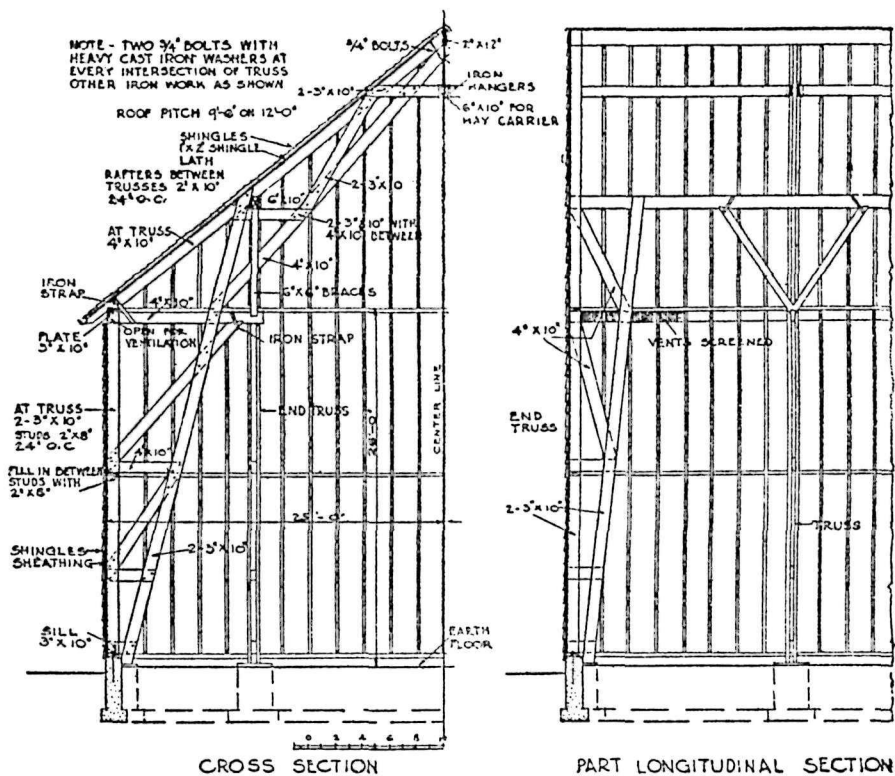 NOTE - TWO 3/4" BOLTS WITH
HEAVY CAST IRON WASHERS AT
EVERY INTERSECTION OF TRUSS
OTHER IRON WORK AS SHOWN
ROOF PITCH 9'-6" ON 12'-0"
3/4" BOLTS
2"X12"
2-3"X10"
IRON
HANGERS
6"X10" FOR
HAY CARRIER
SHINGLES
1"X2" SHINGLE
LATH
RAFTERS BETWEEN
TRUSSES 2"X10"
24" O.C.
2-3"X10
6"X10"
2-3"X10" WITH
4"X10" BETWEEN
AT TRUSS
4"X10"
4"X10"
6"X6" BRACES
IRON
STRAP
4"X10"
PLATE
3"X10"
OPEN FOR
VENTILATION
IRON STRAP
AT TRUSS
2-3"X10"
STUDS 2"X8"
24" O.C
END TRUSS
CENTER LINE
4X10"
FILL IN BETWEEN
STUDS WITH
2"X6"
25'-0"
SHINGLES
SHEATHING
2-3"X10"
SILL
3"X10"
EARTH
FLOOR
CROSS SECTION
4"X10"
VENTS SCREENED
END
TRUSS
2-3"X10"
TRUSS
PART LONGITUDINAL SECTION